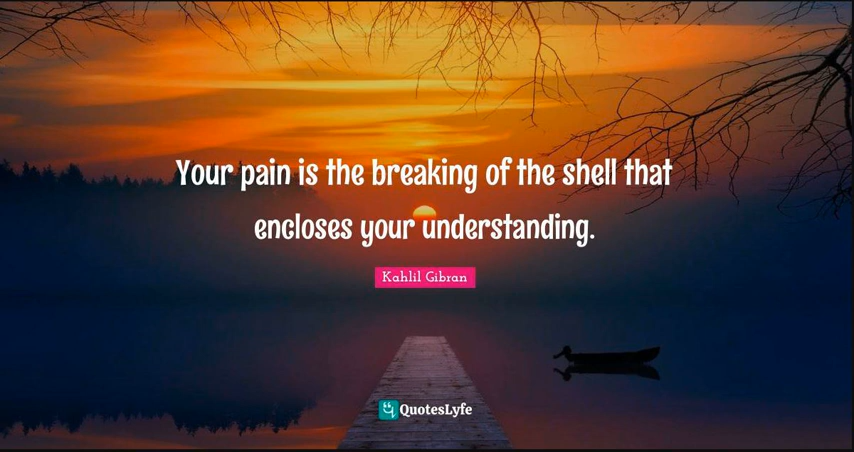 Your pain is the breaking of the shell that
encloses your understanding.
Kahlil Gibran
QuotesLyfe